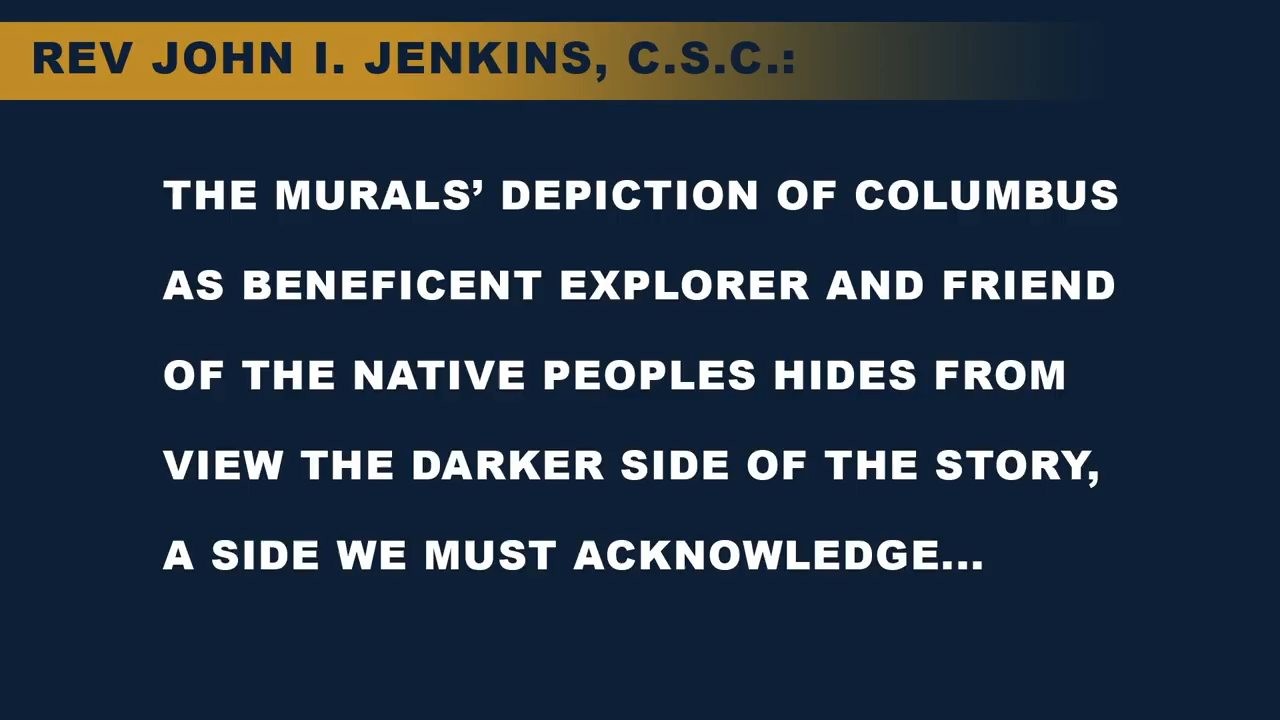 REV JOHN I. JENKINS, C.S.C.:
THE MURALS’ DEPICTION OF COLUMBUS
AS BENEFICENT EXPLORER AND FRIEND
OF THE NATIVE PEOPLES HIDES FROM
VIEW THE DARKER SIDE OF THE STORY,
A SIDE WE MUST ACKNOWLEDGE...